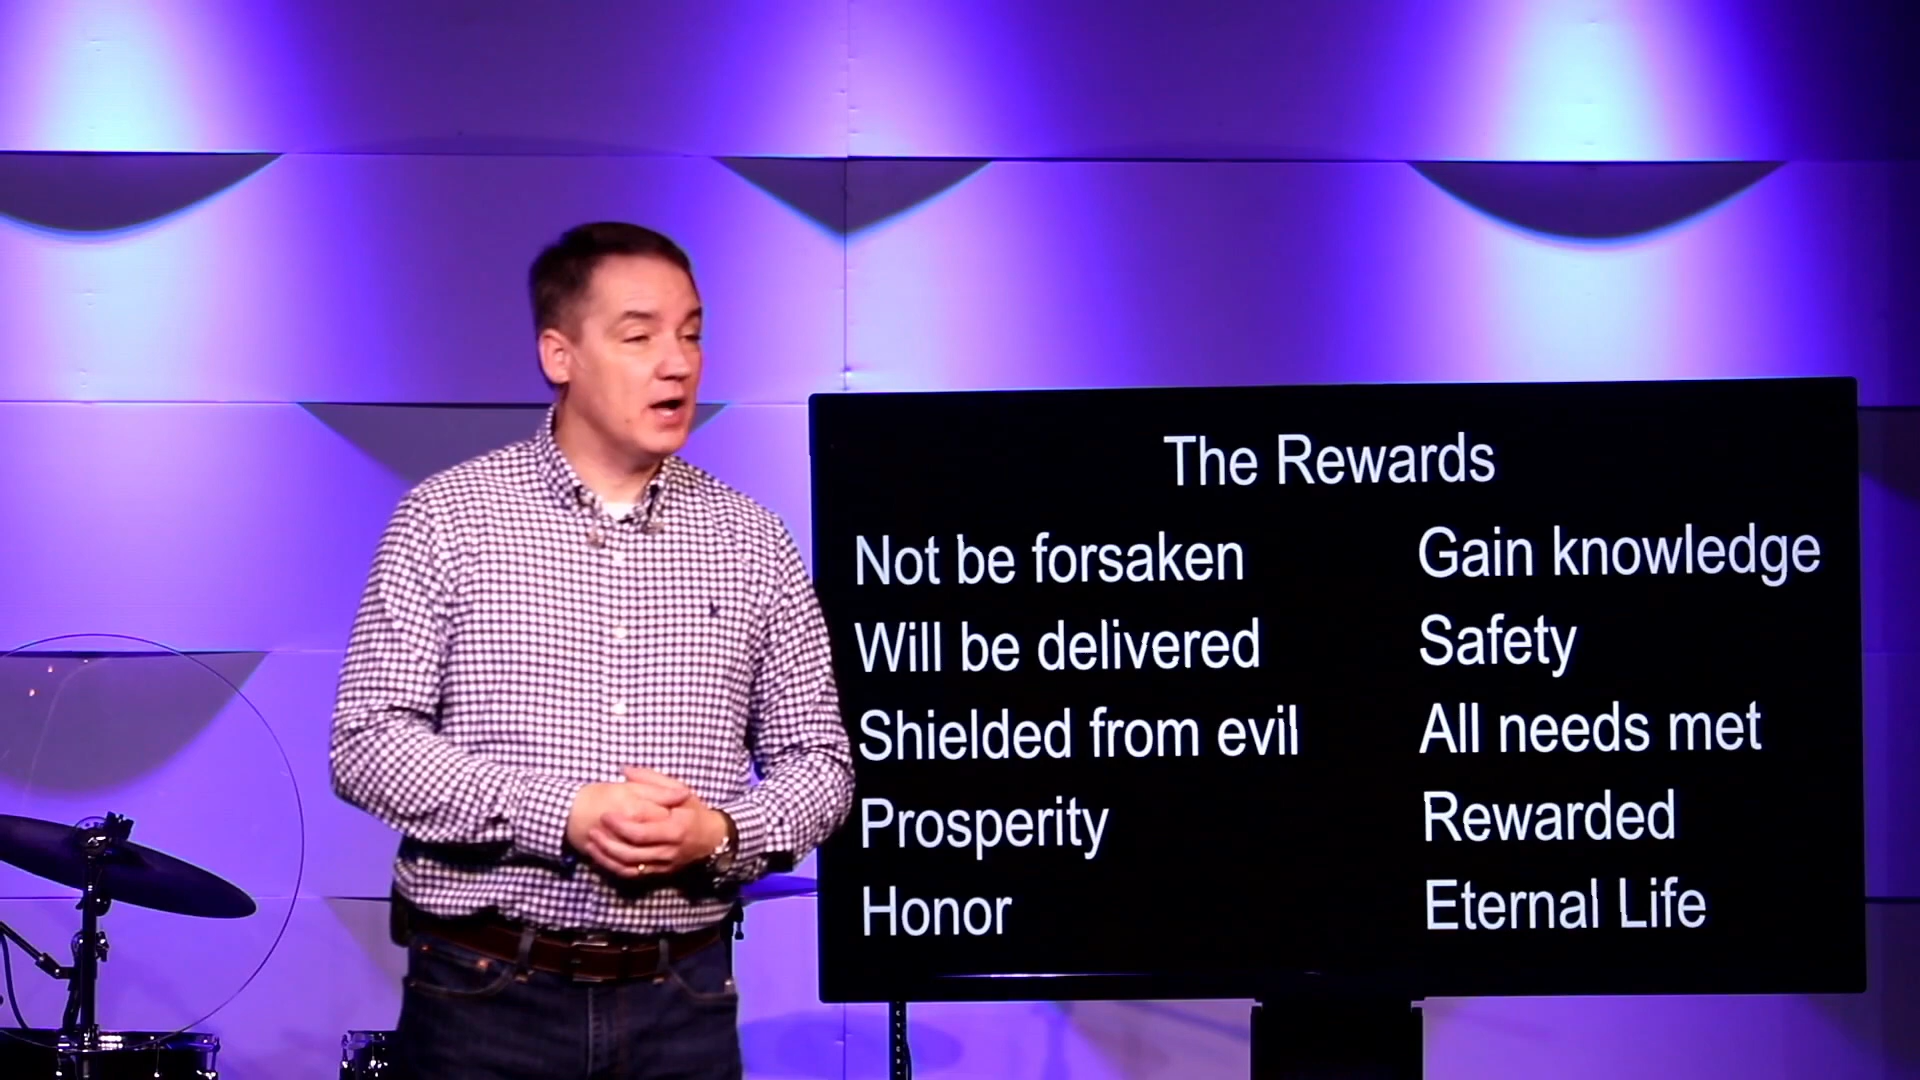 The Rewards
Not be forsaken
Will be delivered
Shielded from evil
Prosperity
Honor
Gain knowledge
Safety
All needs met
Rewarded
Eternal Life